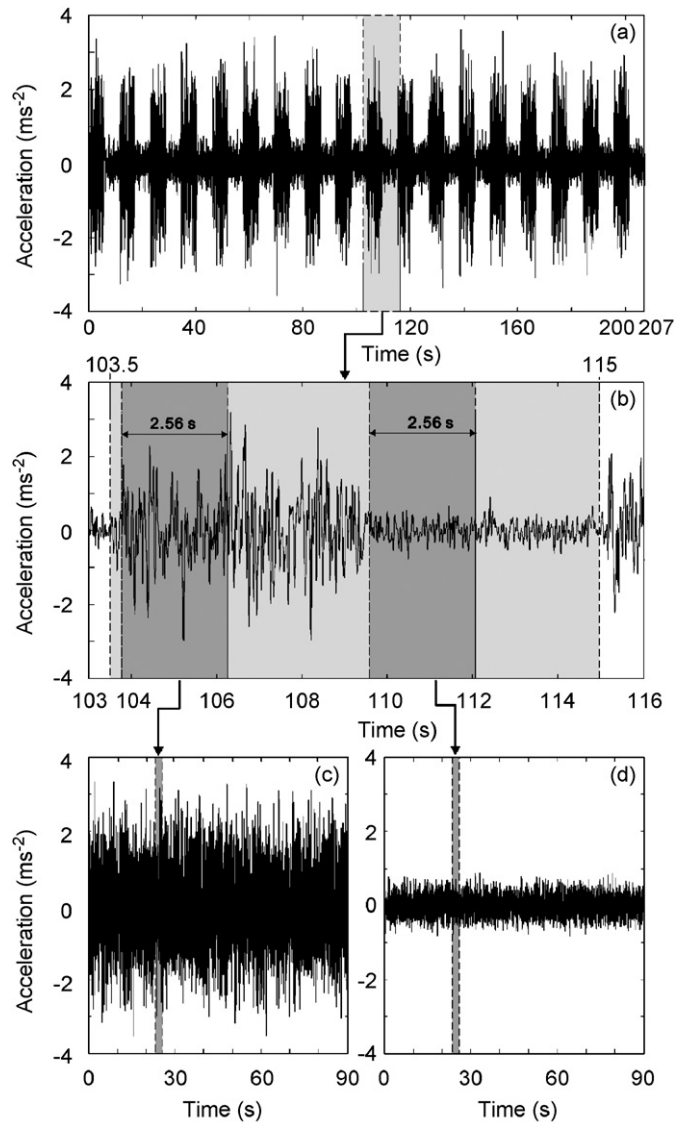 (a)
Acceleration (ms-2)
4
2
0
-2
-4
0 40 80 120 160 200 207
Time (s)
103.5 115
(b)
2.56 s 2.56 s
Acceleration (ms-2)
4
2
0
-2
-4
103 104 106 108 110 112 114 116
Time (s)
(c) (d)
Acceleration (ms-2)
4 4
2 2
0 0
-2 -2
-4 -4
0 30 60 90 0 30 60 90
Time (s) Time (s)